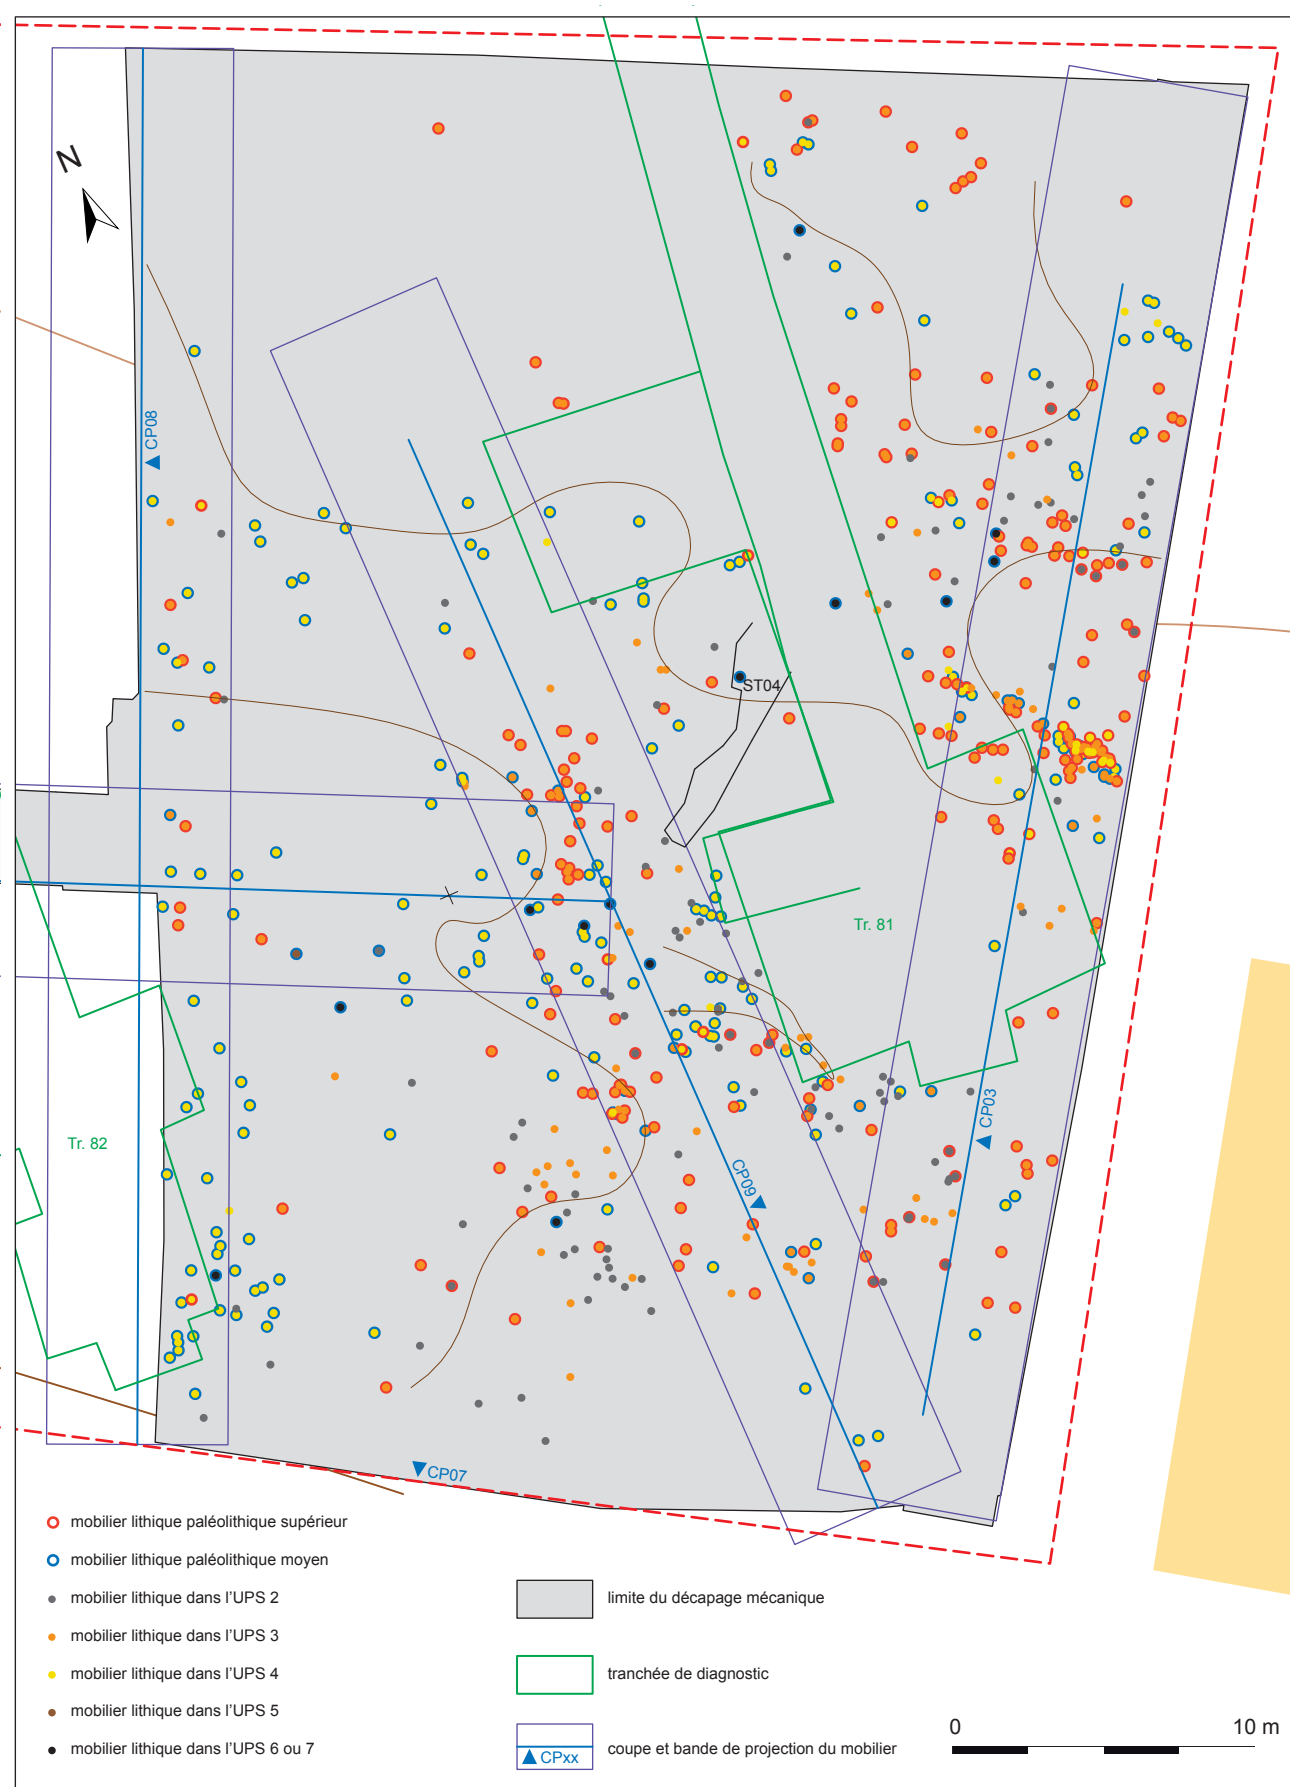 N
CP08
ST04
Tr. 81
Tr. 82
CP03
CP09
CP07
mobilier lithique paléolithique supérieur
mobilier lithique paléolithique moyen
mobilier lithique dans l'UPS 2
mobilier lithique dans l'UPS 3
mobilier lithique dans l'UPS 4
mobilier lithique dans l'UPS 5
mobilier lithique dans l'UPS 6 ou 7
limite du décapage mécanique
tranchée de diagnostic
CPxx
coupe et bande de projection du mobilier
0 10 m